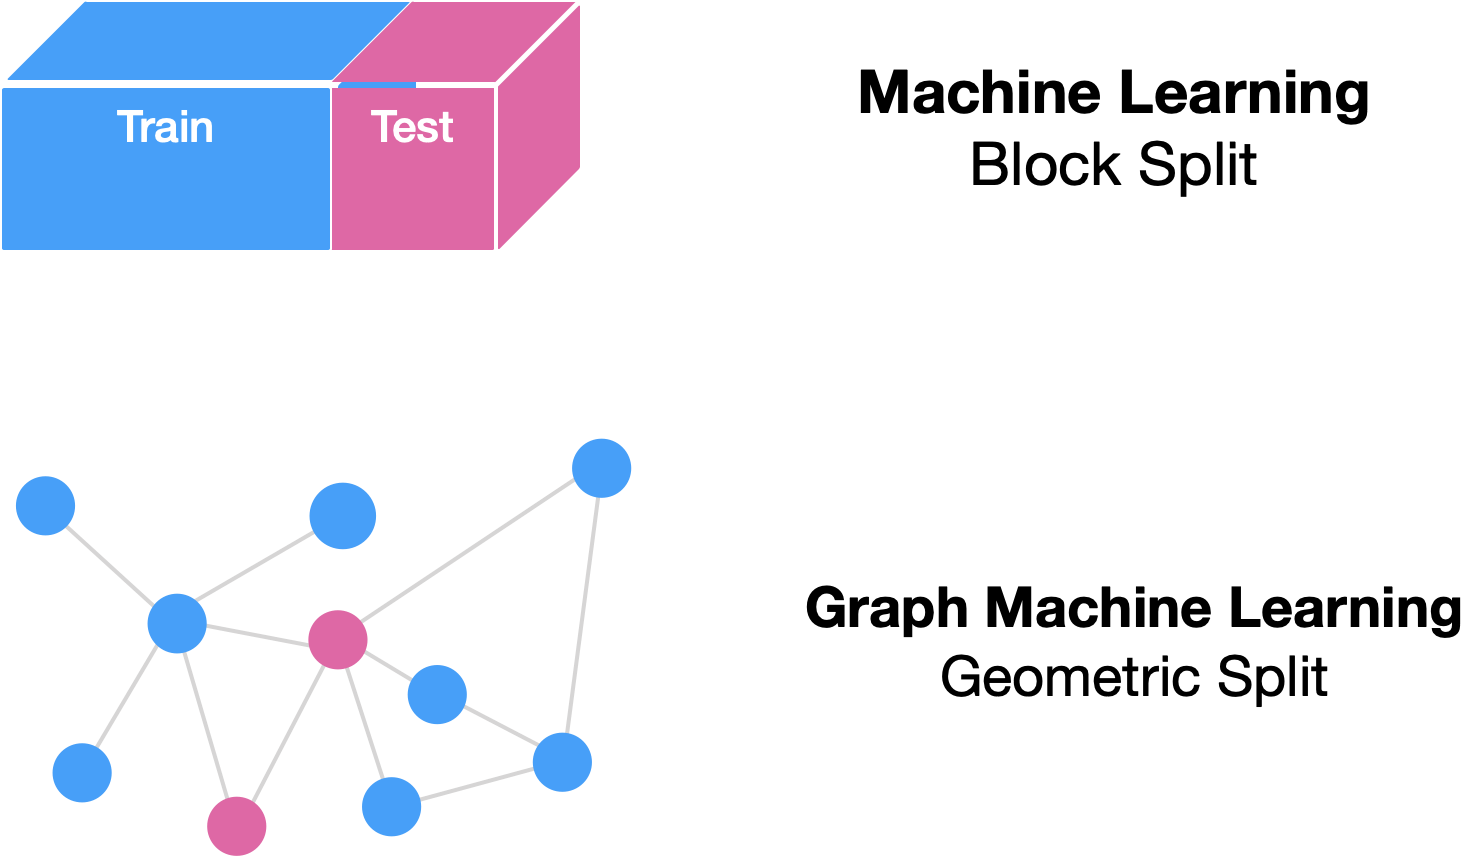 Train
Test
Machine Learning
Block Split
Graph Machine Learning
Geometric Split